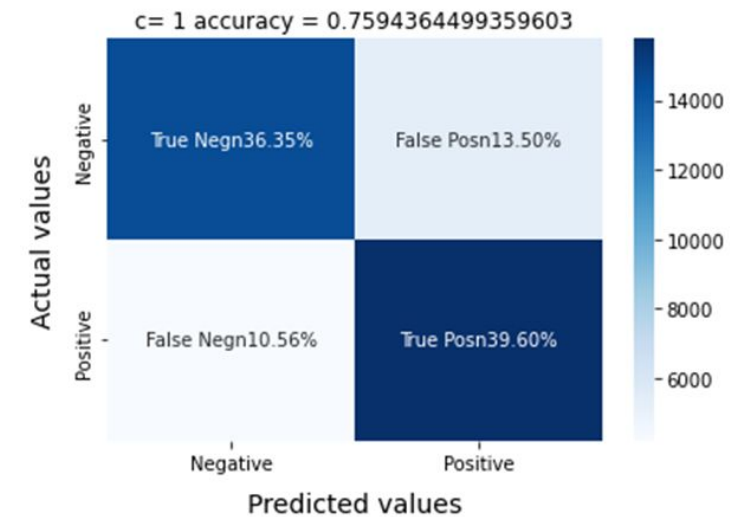 c= 1 accuracy = 0.7594364499359603
Actual values
Negative
Positive
True Negn36.35%
False Posn13.50%
False Negn10.56%
True Posn39.60%
Negative
Positive
Predicted values
14000
12000
10000
8000
6000